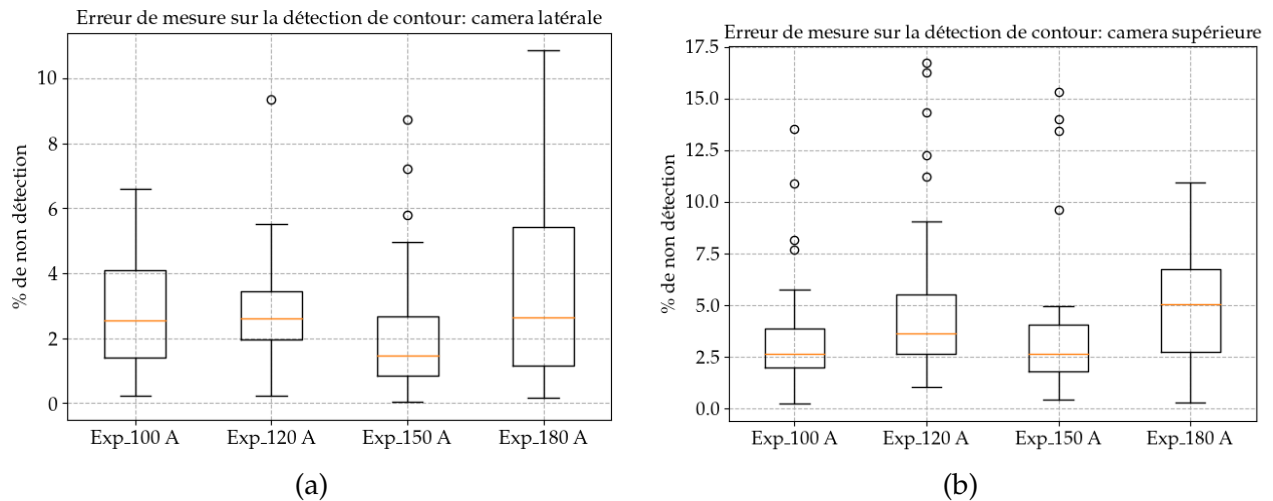 Erreur de mesure sur la détection de contour: camera latérale
% de non détection
10
8
6
4
2
0
Exp_100 A Exp_120 A Exp_150 A Exp_180 A
(a)
Erreur de mesure sur la détection de contour: camera supérieure
% de non détection
17.5
15.0
12.5
10.0
7.5
5.0
2.5
0.0
Exp_100 A Exp_120 A Exp_150 A Exp_180 A
(b)